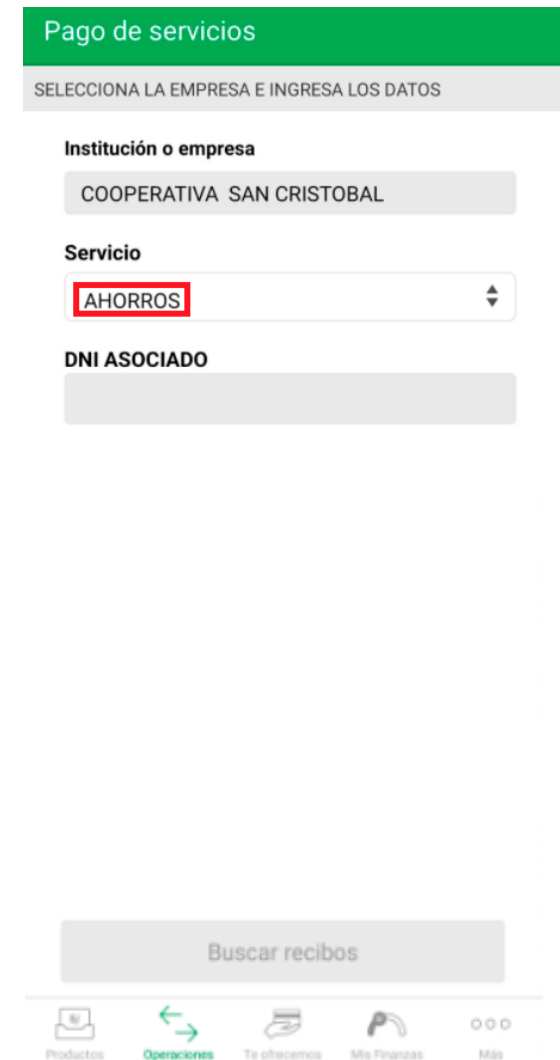 Pago de servicios
SELECCIONA LA EMPRESA E INGRESA LOS DATOS
Institución o empresa
COOPERATIVA SAN CRISTOBAL
Servicio
AHORROS
DNI ASOCIADO
Buscar recibos
S/
Productos Operaciones Te ofrecemos Mis Finanzas Más